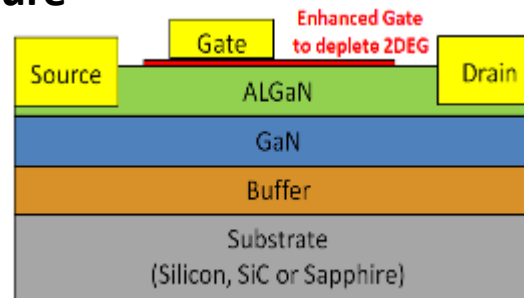 Enhanced Gate
to deplete 2DEG
Gate
Source
Drain
ALGaN
GaN
Buffer
Substrate
(Silicon, SiC or Sapphire)